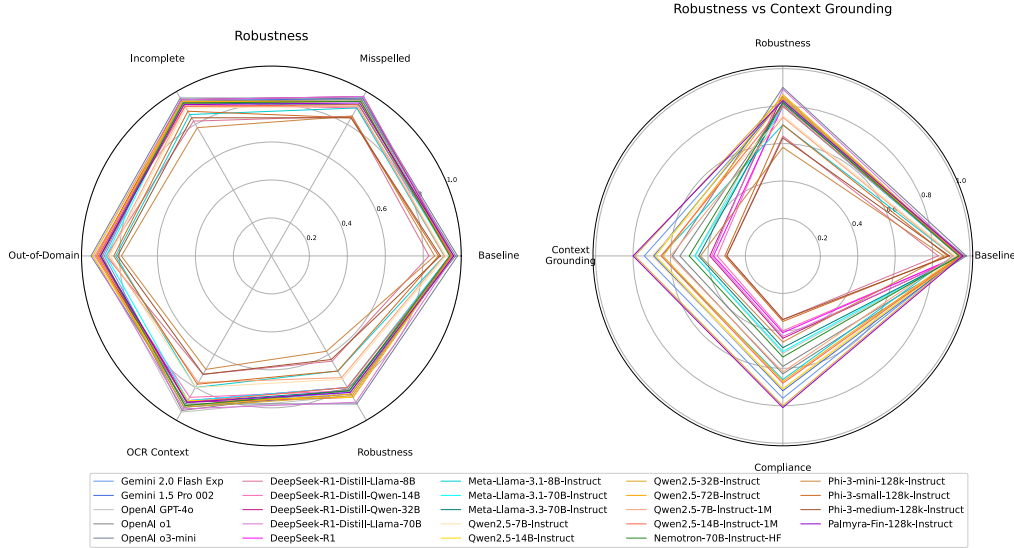 Robustness vs Context Grounding
Robustness
Incomplete
Misspelled
Out-of-Domain
Baseline
OCR Context
Robustness
0.2
0.4
0.6
1.0
Robustness
Context
Grounding
Baseline
Compliance
0.2
0.4
0.8
1.0
Gemini 2.0 Flash Exp
Gemini 1.5 Pro 002
OpenAI GPT-4o
OpenAI o1
OpenAI o3-mini
DeepSeek-R1-Distill-Llama-8B
DeepSeek-R1-Distill-Qwen-14B
DeepSeek-R1-Distill-Qwen-32B
DeepSeek-R1-Distill-Llama-70B
DeepSeek-R1
Meta-Llama-3.1-8B-Instruct
Meta-Llama-3.1-70B-Instruct
Meta-Llama-3.3-70B-Instruct
Qwen2.5-7B-Instruct
Qwen2.5-14B-Instruct
Qwen2.5-32B-Instruct
Qwen2.5-72B-Instruct
Qwen2.5-7B-Instruct-1M
Qwen2.5-14B-Instruct-1M
Nemotron-70B-Instruct-HF
Phi-3-mini-128k-Instruct
Phi-3-small-128k-Instruct
Phi-3-medium-128k-Instruct
Palmyra-Fin-128k-Instruct